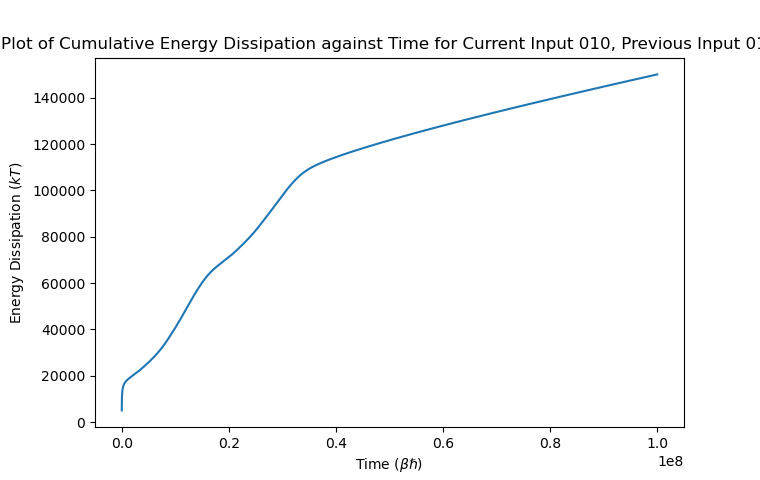 Plot of Cumulative Energy Dissipation against Time for Current Input 010, Previous Input 01
Energy Dissipation (kT)
140000
120000
100000
80000
60000
40000
20000
0
0.0 0.2 0.4 0.6 0.8 1.0
1e8
Time (βħ)